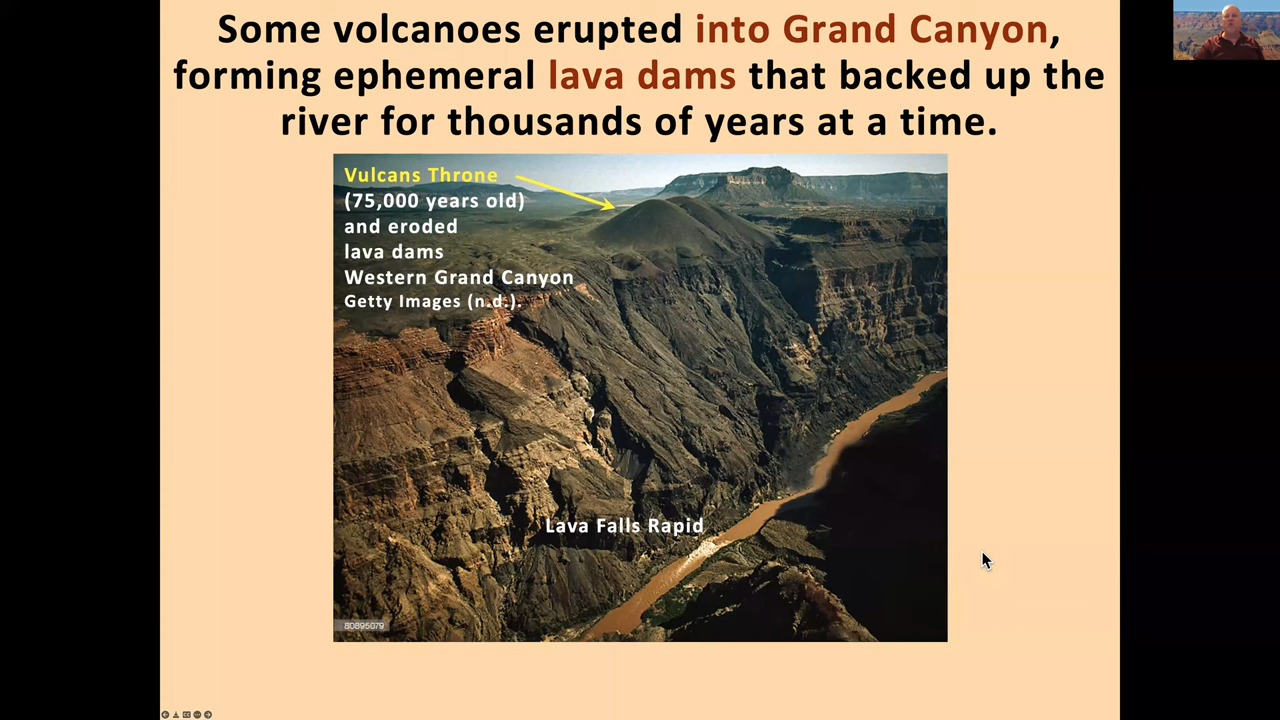 Some volcanoes erupted into Grand Canyon,
forming ephemeral lava dams that backed up the
river for thousands of years at a time.
Vulcans Throne
(75,000 years old)
and eroded
lava dams
Western Grand Canyon
Getty Images (n.d.).
Lava Falls Rapid
80895079